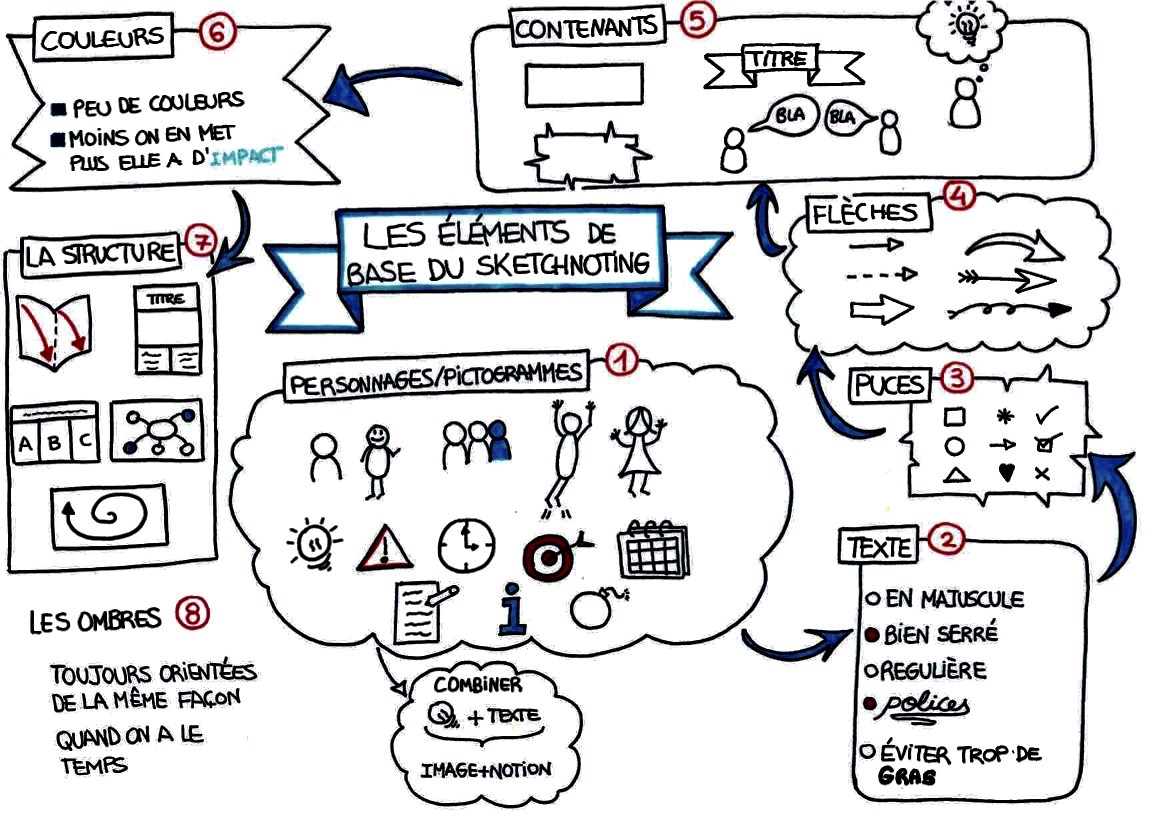 LES ÉLÉMENTS DE
BASE DU SKETCHNOTING
PERSONNAGES/PICTOGRAMMES
1
COMBINER
+ TEXTE
IMAGE+NOTION
TEXTE
2
EN MAJUSCULE
BIEN SERRÉ
REGULIÈRE
polices
ÉVITER TROP DE
GRAB
PUCES
3
FLÈCHES
4
CONTENANTS
5
TITRE
BLA
BLA
COULEURS
6
PEU DE COULEURS
MOINS ON EN MET
PLUS ELLE A D'IMPACT
LA STRUCTURE
7
TITRE
A B C
LES OMBRES
8
TOUJOURS ORIENTÉES
DE LA MÊME FAÇON
QUAND ON A LE
TEMPS